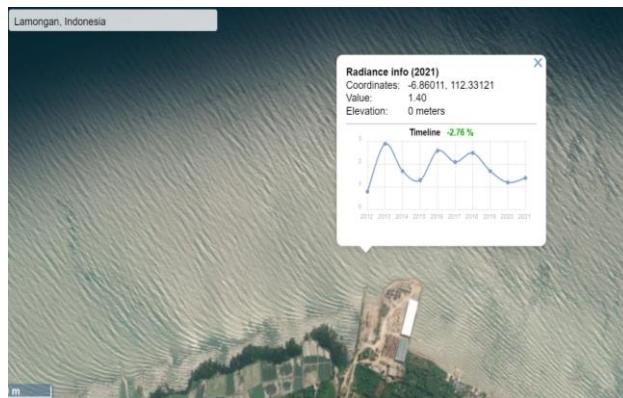 Lamongan, Indonesia
Radiance info (2021)
Coordinates: -6.86011, 112.33121
Value: 1.40
Elevation: 0 meters
Timeline -2.76 %
3
2
1
0
2012 2013 2014 2015 2016 2017 2018 2019 2020 2021
m